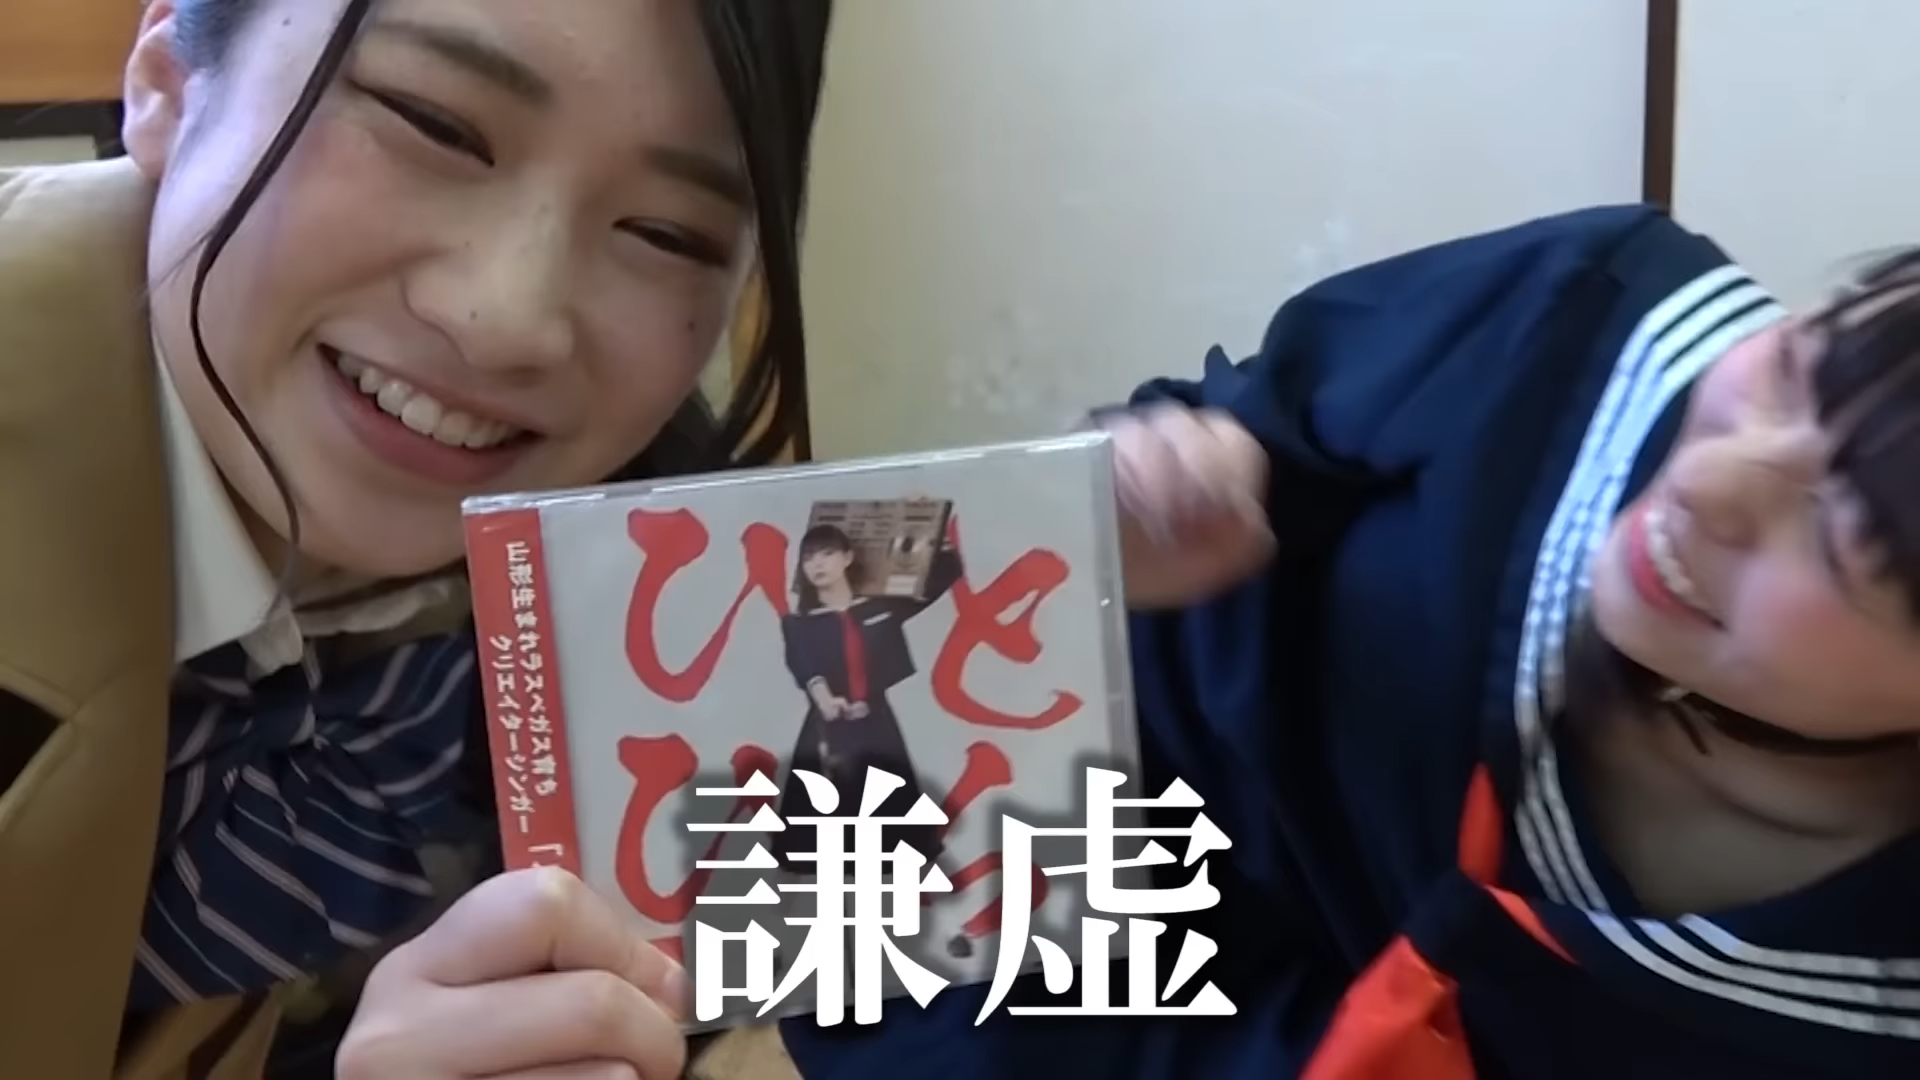 山形生まれラスベガス育ち
クリエイターシンガー「
ひと
ひ
謙虚